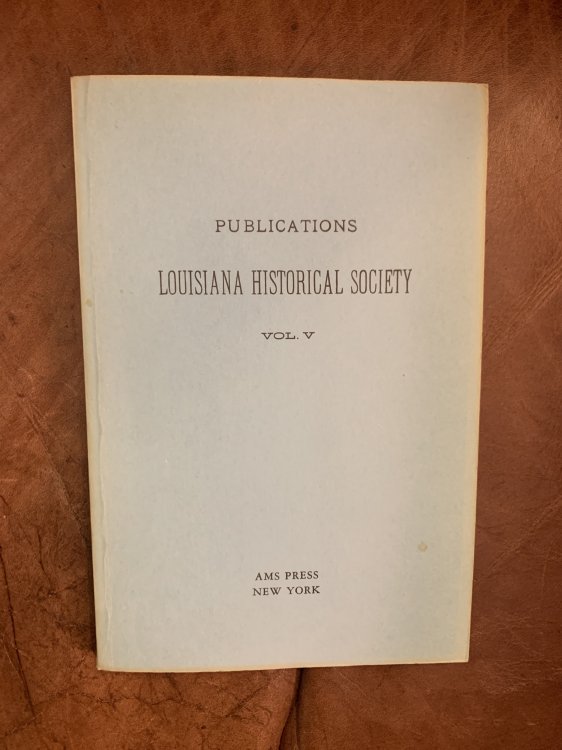 PUBLICATIONS
LOUISIANA HISTORICAL SOCIETY
VOL. V
AMS PRESS
NEW YORK